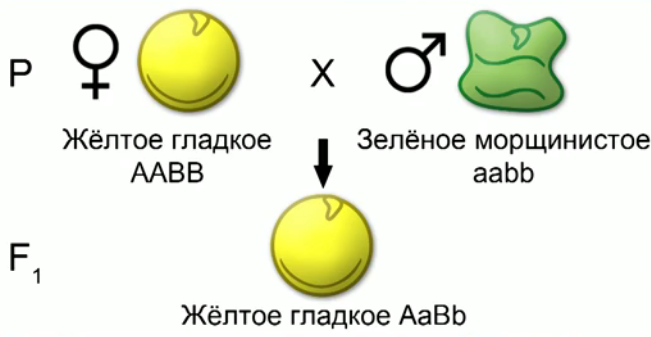 P ♀ X ♂
Жёлтое гладкое Зелёное морщинистое
AABB aabb
F₁
Жёлтое гладкое AaBb